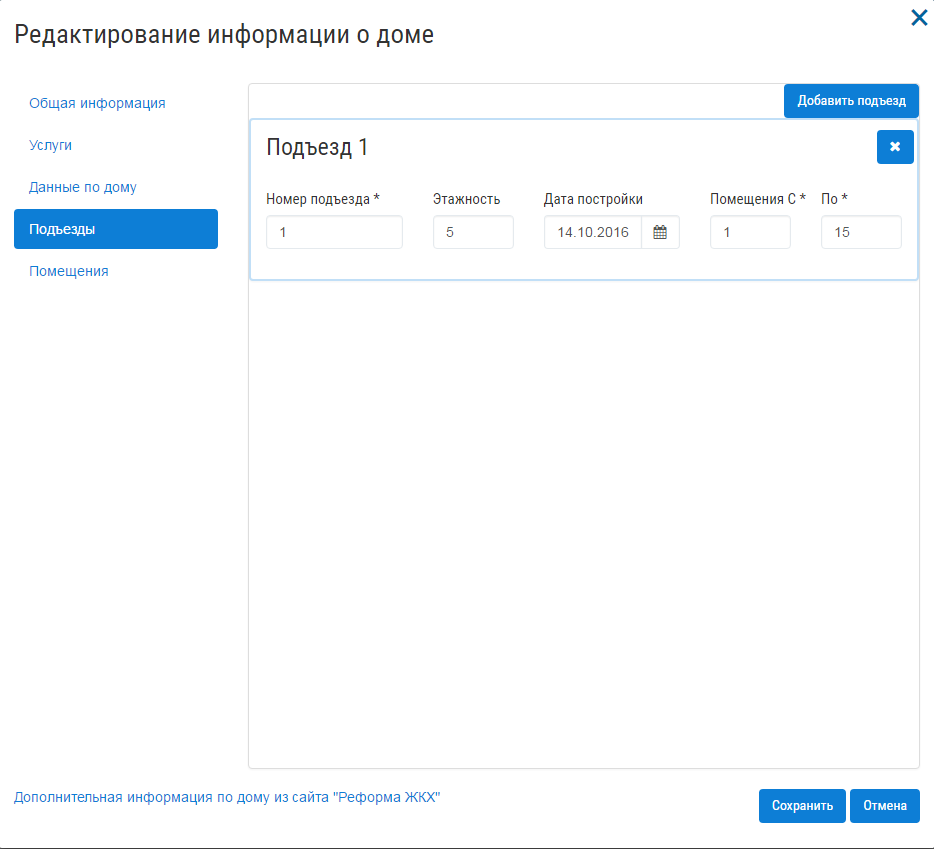 Редактирование информации о доме
Общая информация
Услуги
Данные по дому
Подъезды
Помещения
Добавить подъезд
Подъезд 1
Номер подъезда * Этажность Дата постройки Помещения С * По *
1 5 14.10.2016 1 15
Дополнительная информация по дому из сайта "Реформа ЖКХ"
Сохранить Отмена